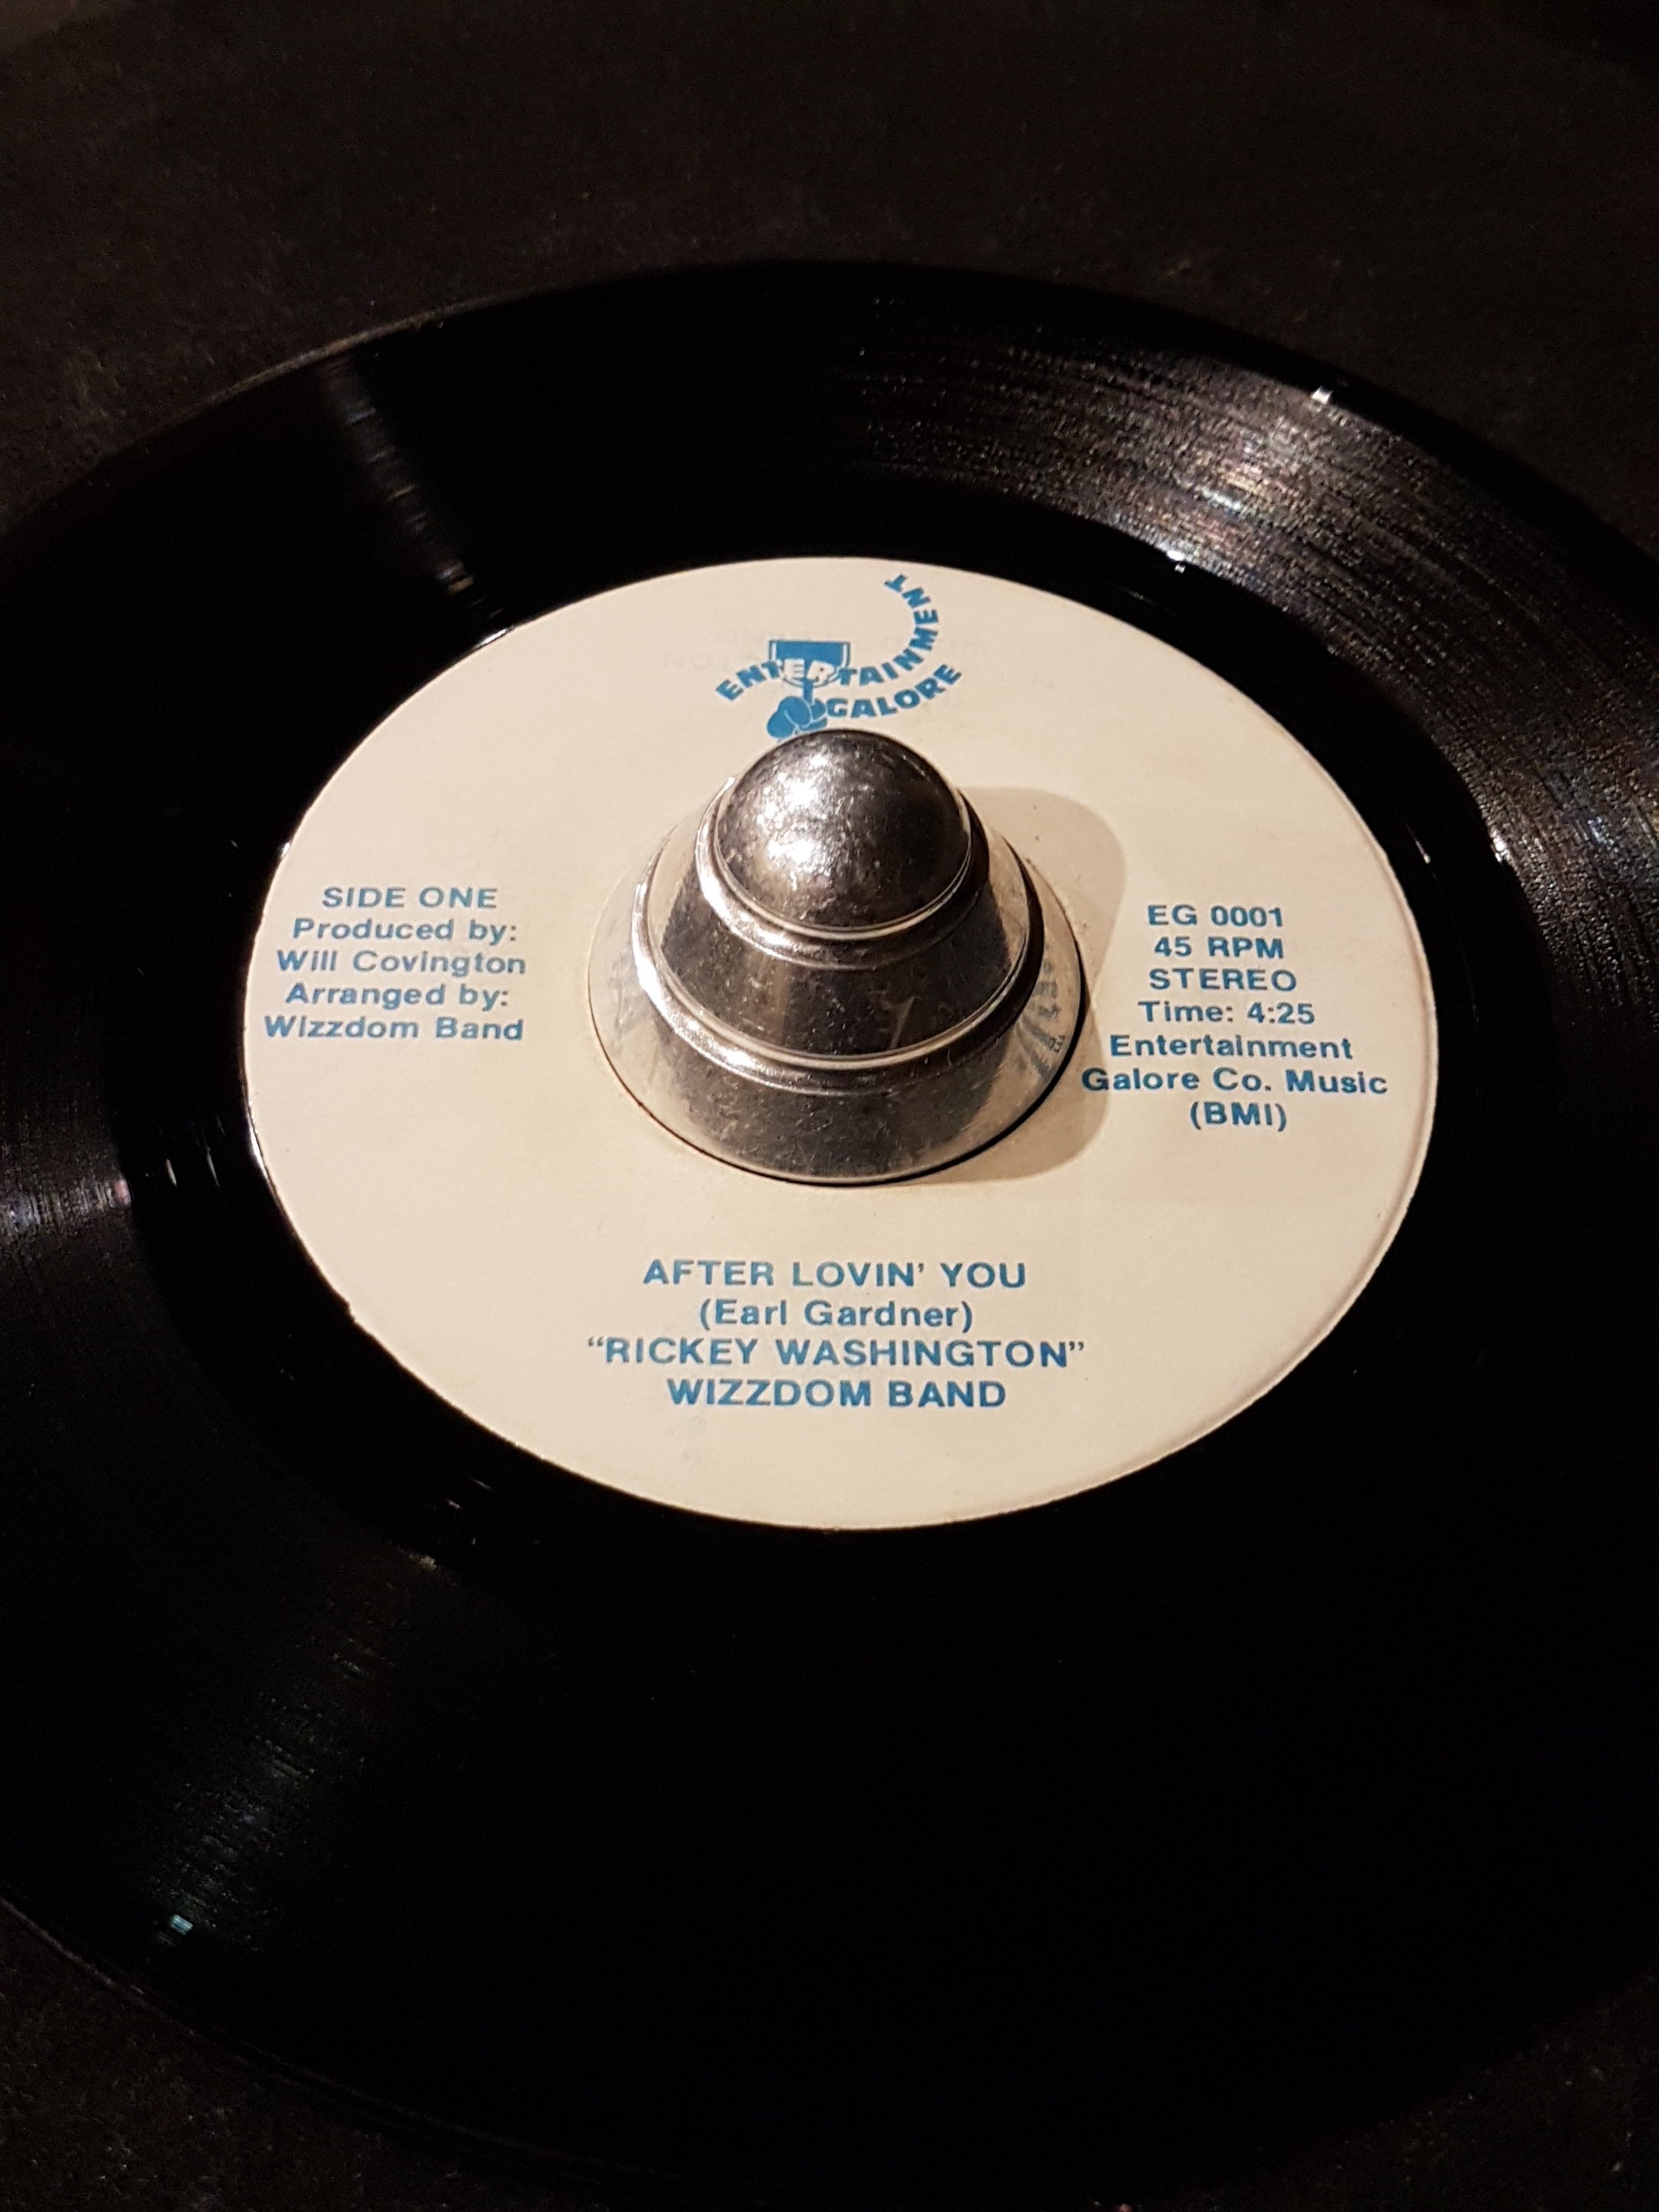 ENTERTAINMENT
GALORE
SIDE ONE
Produced by:
Will Covington
Arranged by:
Wizzdom Band
EG 0001
45 RPM
STEREO
Time: 4:25
Entertainment
Galore Co. Music
(BMI)
AFTER LOVIN' YOU
(Earl Gardner)
"RICKEY WASHINGTON"
WIZZDOM BAND